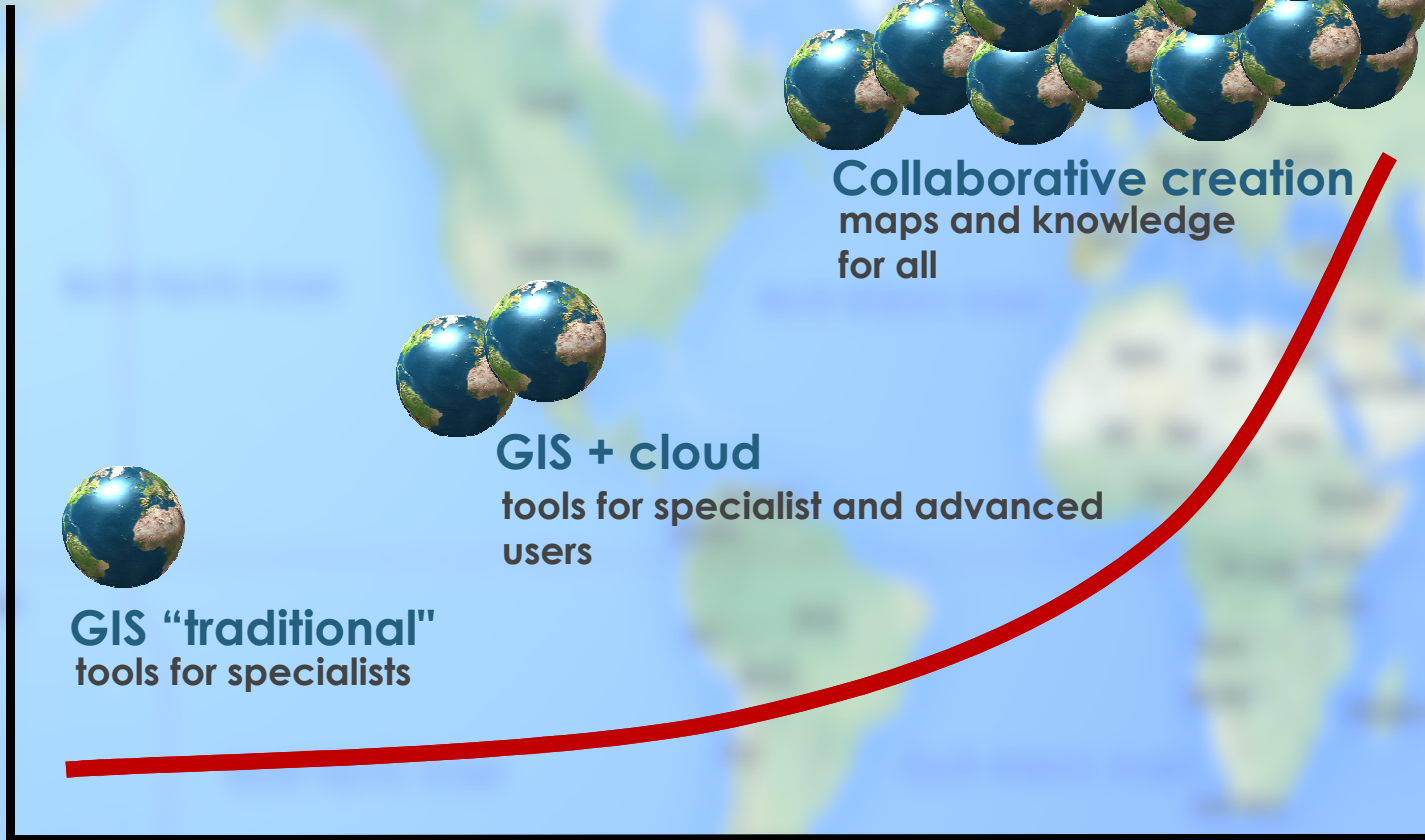 Collaborative creation
maps and knowledge
for all
GIS + cloud
tools for specialist and advanced
users
GIS “traditional"
tools for specialists